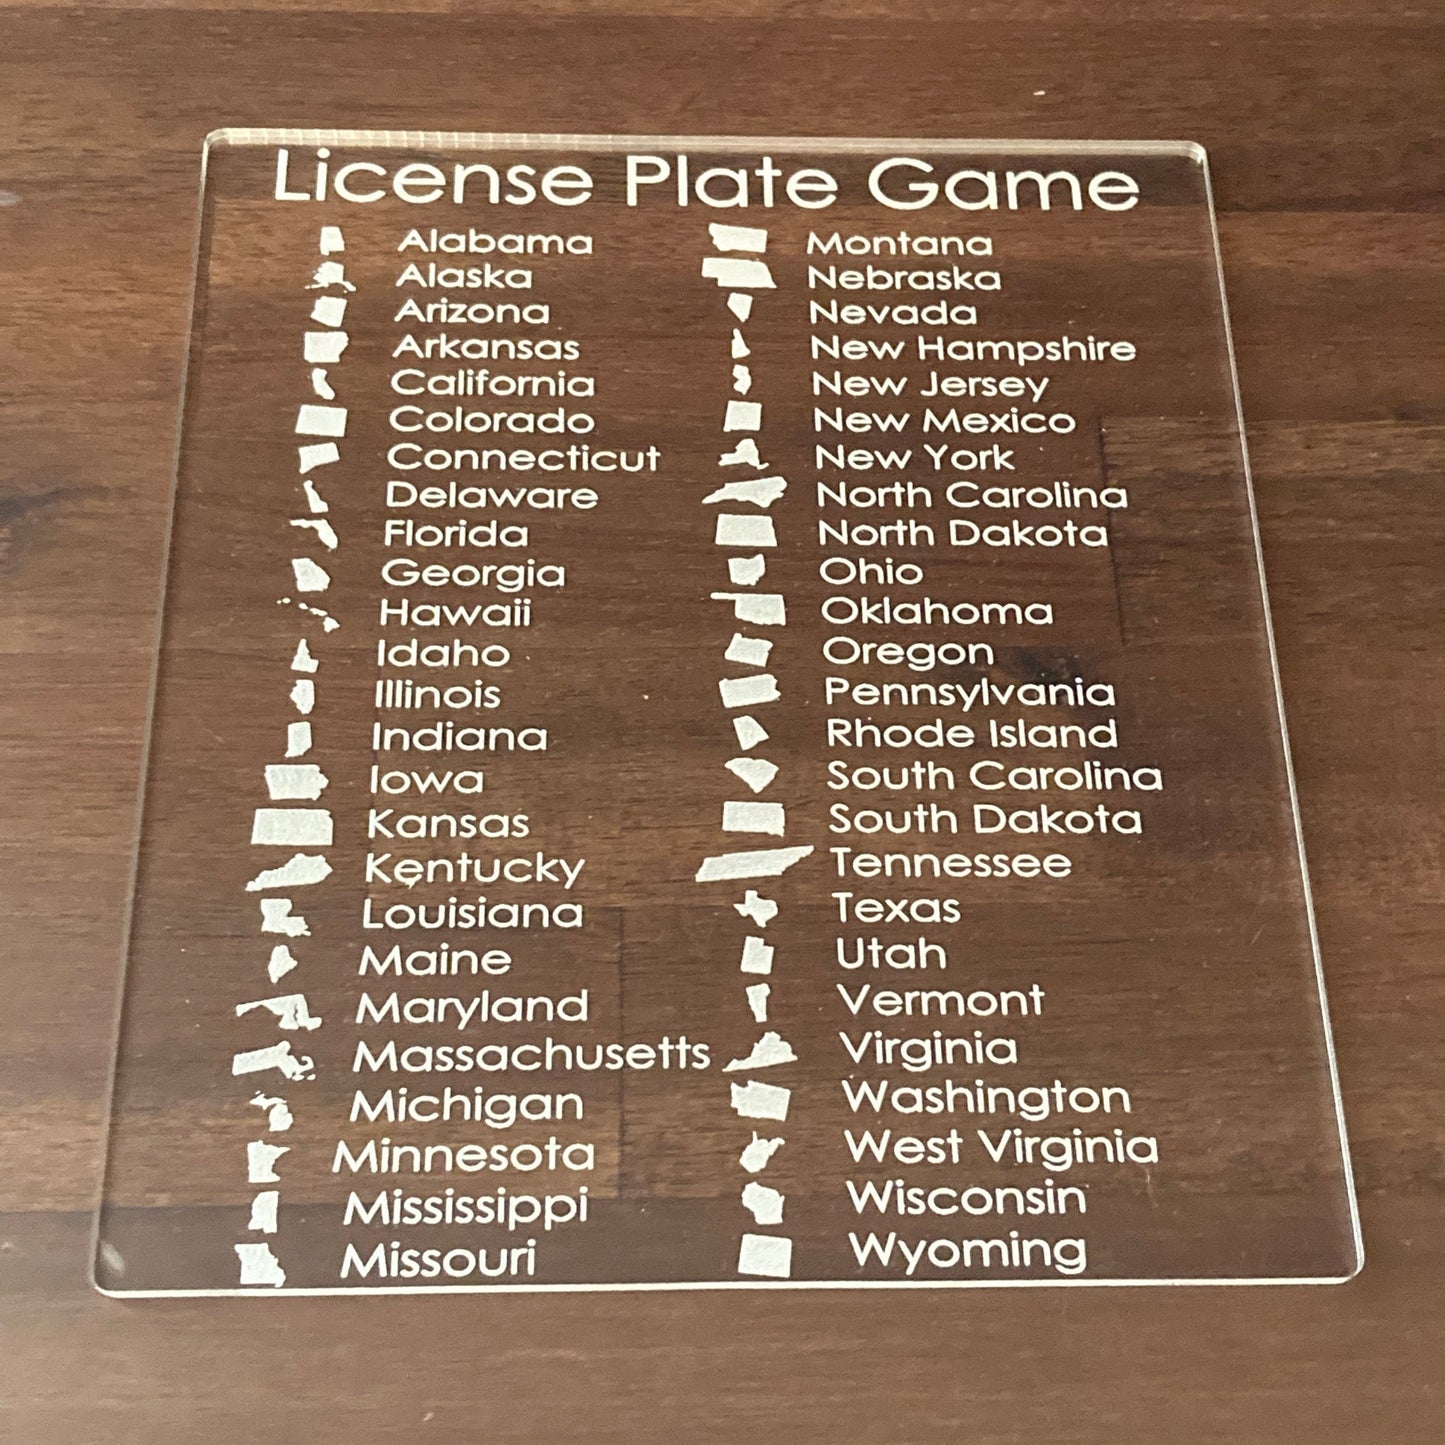 License Plate Game
Alabama
Alaska
Arizona
Arkansas
California
Colorado
Connecticut
Delaware
Florida
Georgia
Hawaii
Idaho
Illinois
Indiana
Iowa
Kansas
Kentucky
Louisiana
Maine
Maryland
Massachusetts
Michigan
Minnesota
Mississippi
Missouri
Montana
Nebraska
Nevada
New Hampshire
New Jersey
New Mexico
New York
North Carolina
North Dakota
Ohio
Oklahoma
Oregon
Pennsylvania
Rhode Island
South Carolina
South Dakota
Tennessee
Texas
Utah
Vermont
Virginia
Washington
West Virginia
Wisconsin
Wyoming